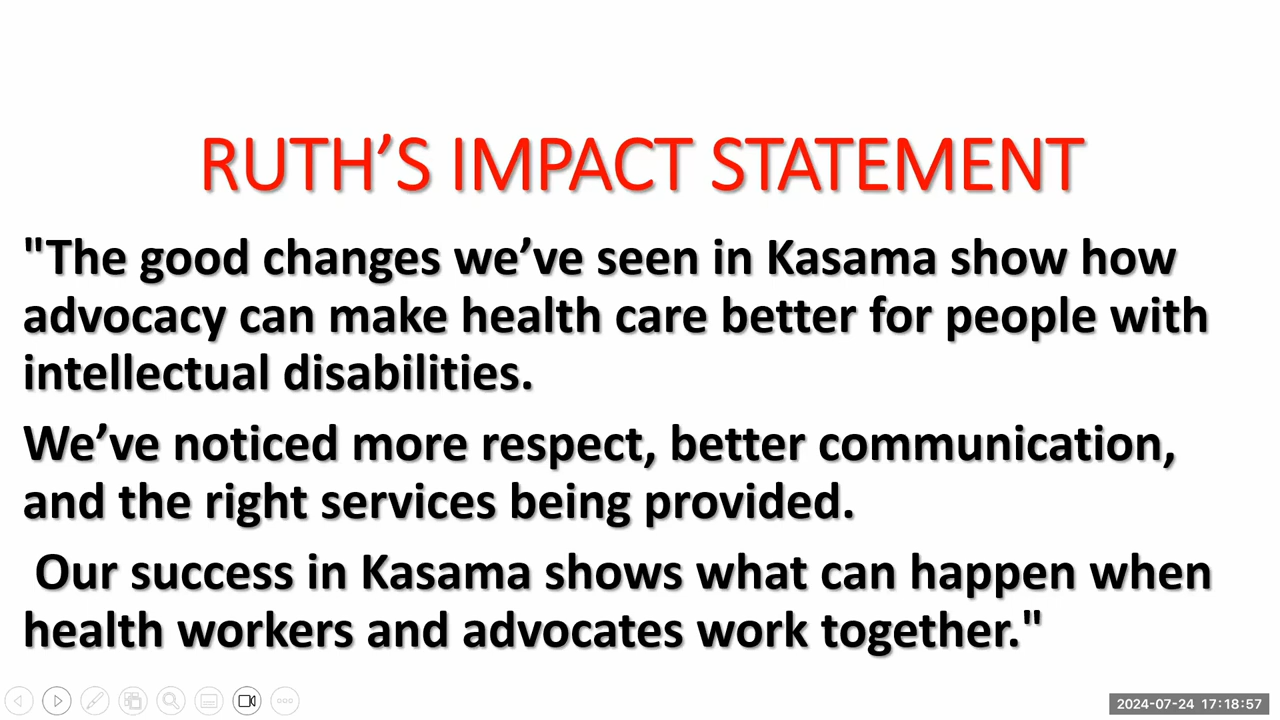 RUTH’S IMPACT STATEMENT
"The good changes we’ve seen in Kasama show how
advocacy can make health care better for people with
intellectual disabilities.
We’ve noticed more respect, better communication,
and the right services being provided.
Our success in Kasama shows what can happen when
health workers and advocates work together."
2024-07-24 17:18:57